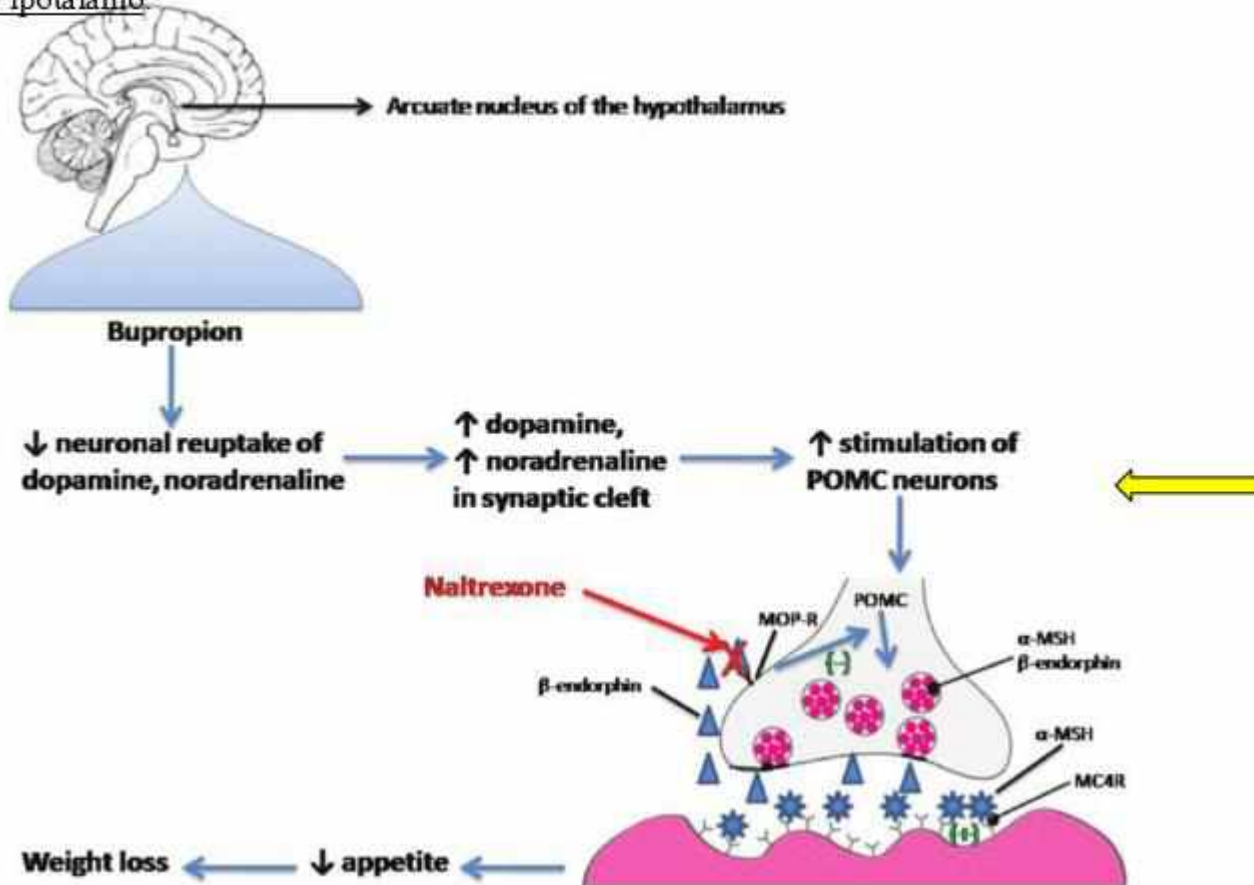 ipotalamo.
Arcuate nucleus of the hypothalamus
Bupropion
↓ neuronal reuptake of
dopamine, noradrenaline
↑ dopamine,
↑ noradrenaline
in synaptic cleft
↑ stimulation of
POMC neurons
Naltrexone
MOP-R
POMC
(-)
α-MSH
β-endorphin
β-endorphin
α-MSH
MC4R
(+)
Weight loss
↓ appetite